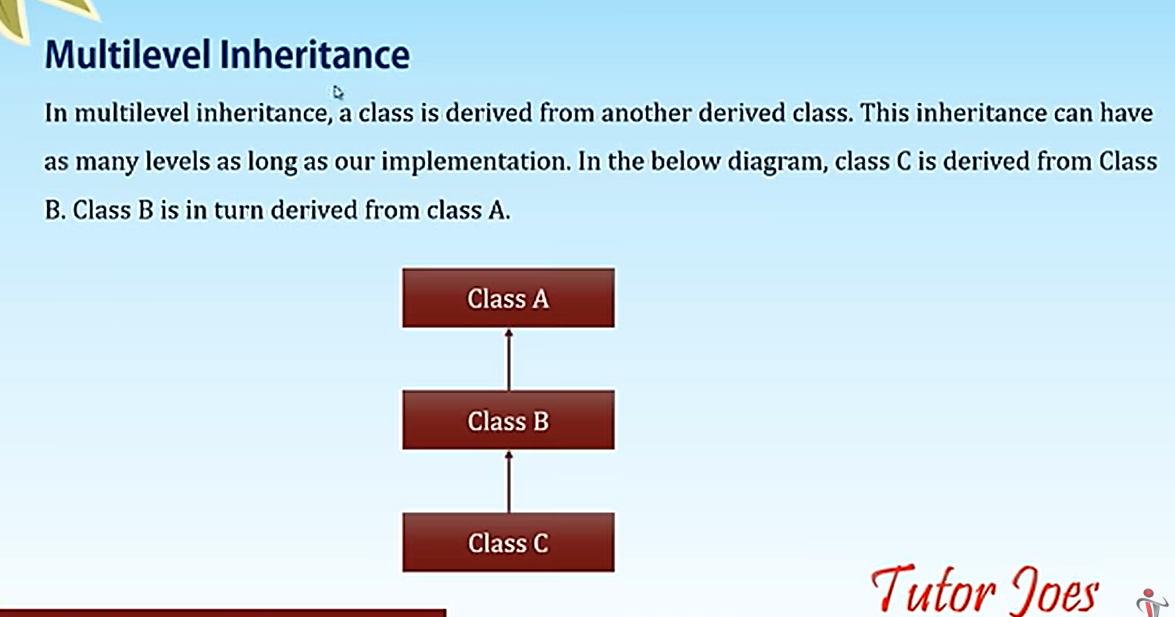 Multilevel Inheritance
In multilevel inheritance, a class is derived from another derived class. This inheritance can have
as many levels as long as our implementation. In the below diagram, class C is derived from Class
B. Class B is in turn derived from class A.
Class A
Class B
Class C
Tutor Joes